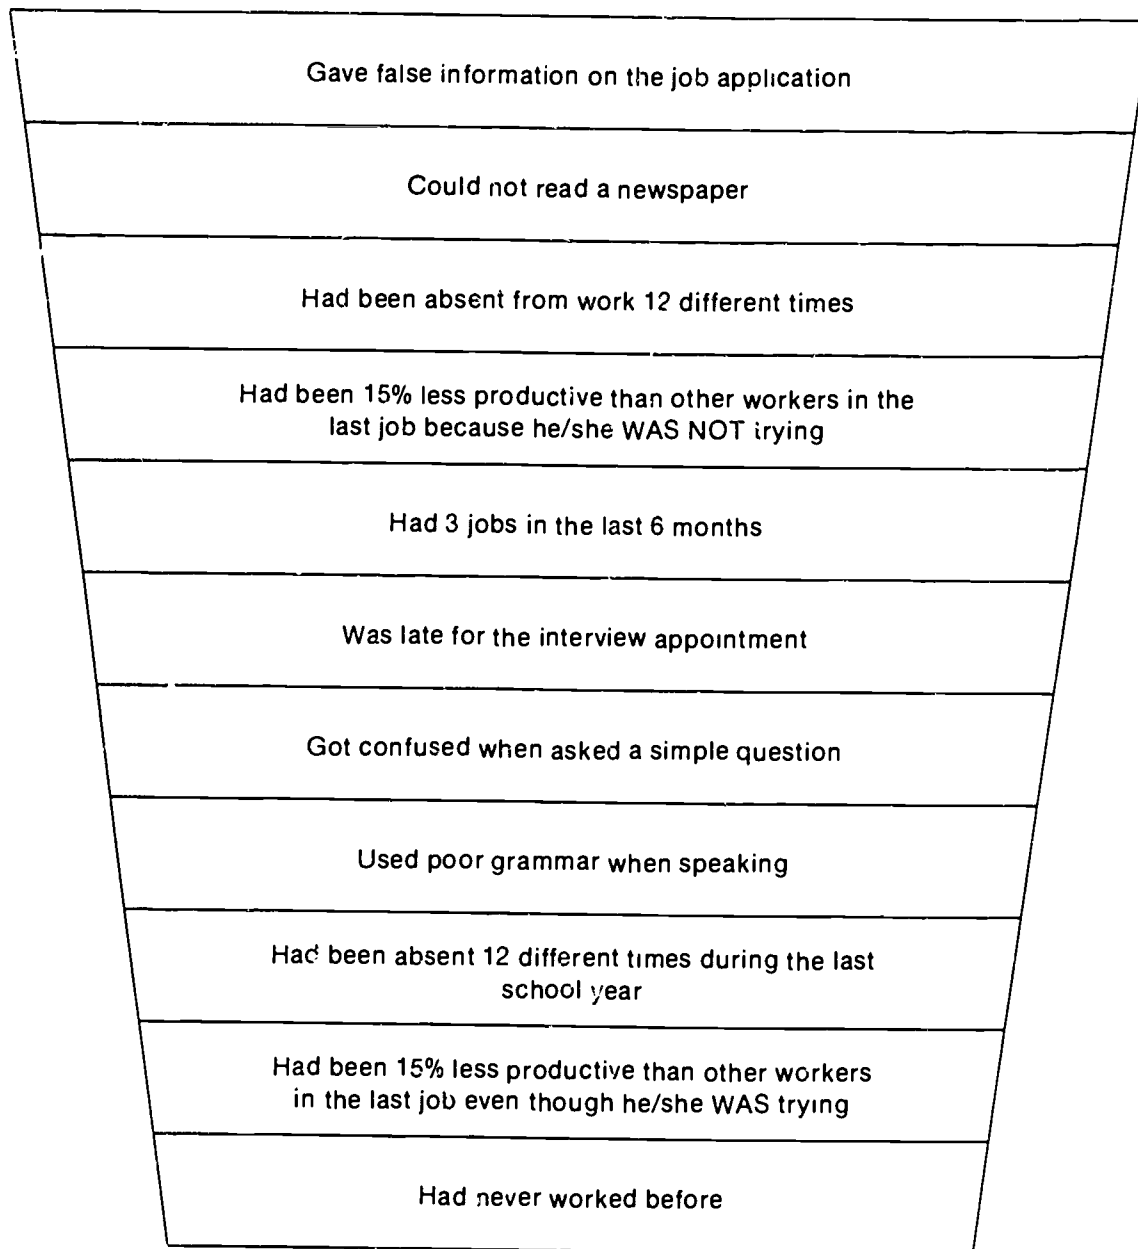 Gave false information on the job application
Could not read a newspaper
Had been absent from work 12 different times
Had been 15% less productive than other workers in the
last job because he/she WAS NOT trying
Had 3 jobs in the last 6 months
Was late for the interview appointment
Got confused when asked a simple question
Used poor grammar when speaking
Had been absent 12 different times during the last
school year
Had been 15% less productive than other workers
in the last job even though he/she WAS trying
Had never worked before